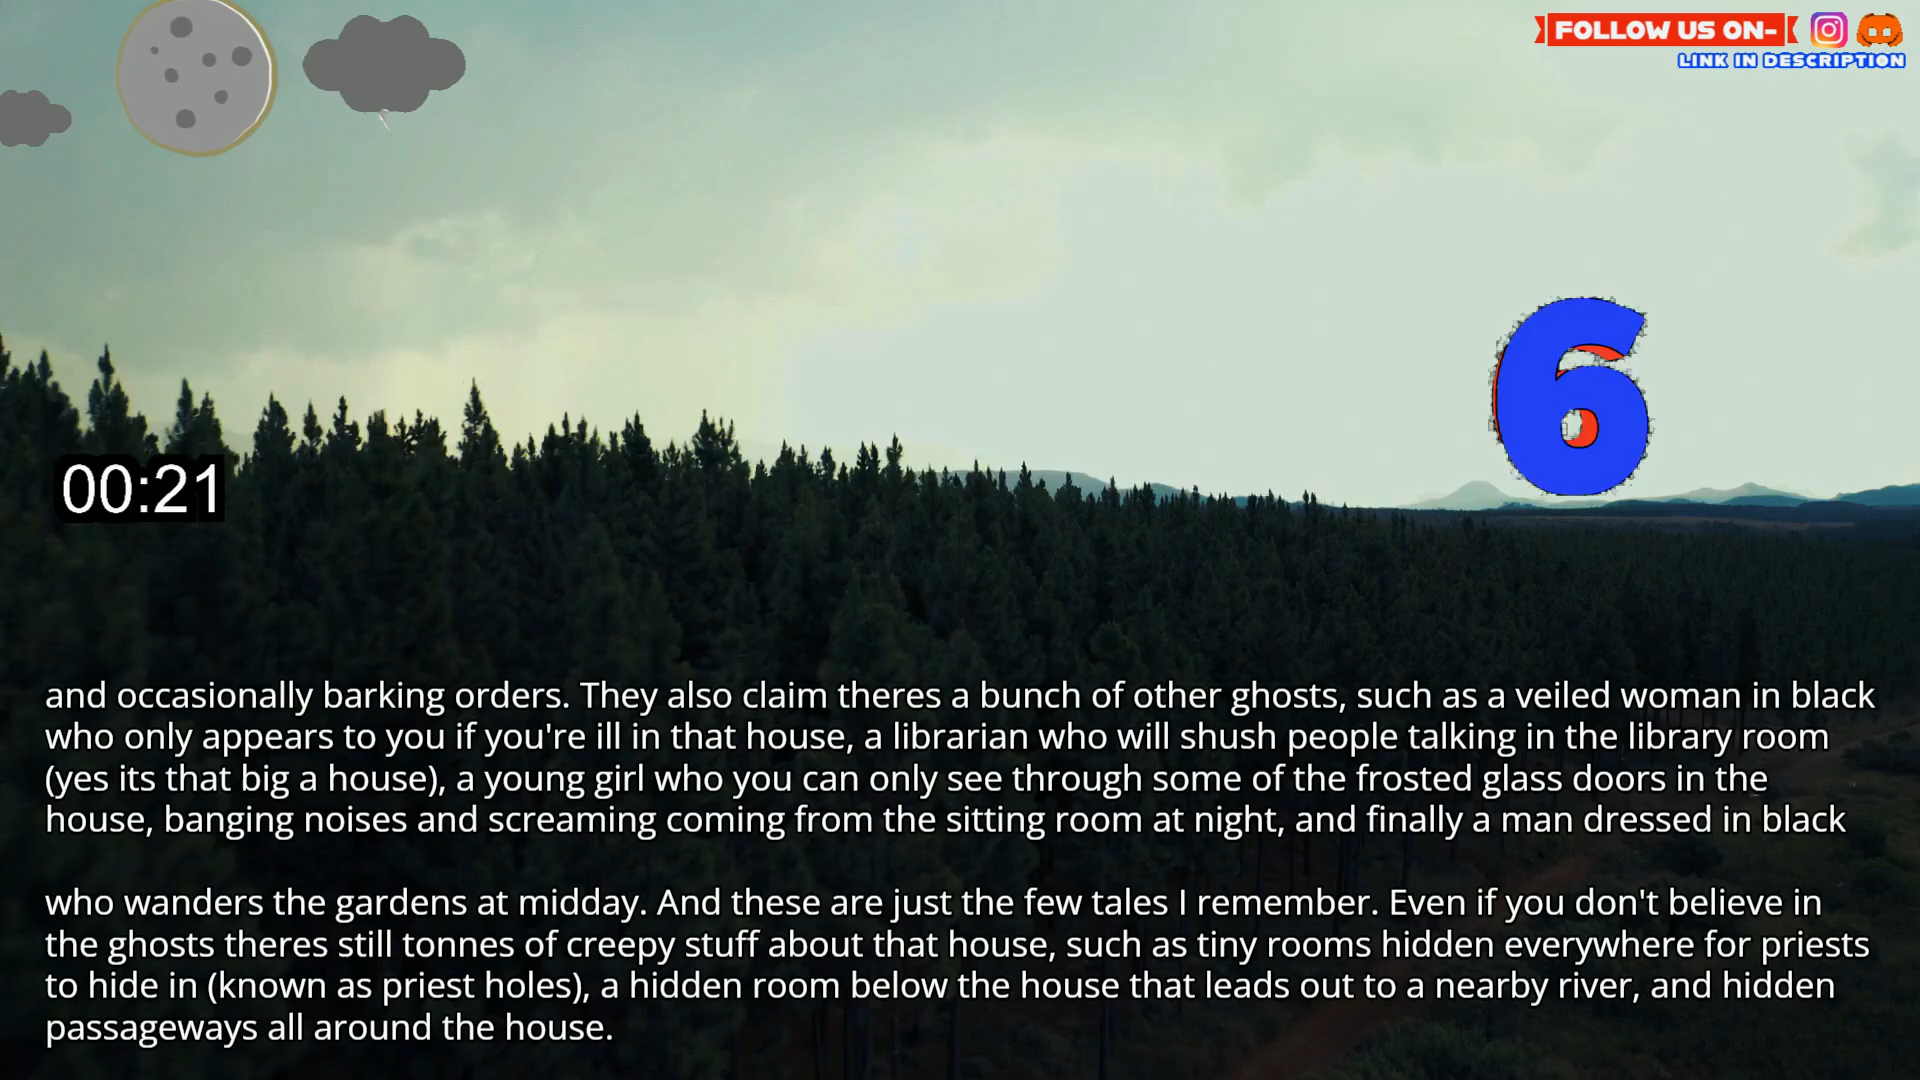 FOLLOW US ON-
LINK IN DESCRIPTION
6
00:21
and occasionally barking orders. They also claim theres a bunch of other ghosts, such as a veiled woman in black
who only appears to you if you're ill in that house, a librarian who will shush people talking in the library room
(yes its that big a house), a young girl who you can only see through some of the frosted glass doors in the
house, banging noises and screaming coming from the sitting room at night, and finally a man dressed in black
who wanders the gardens at midday. And these are just the few tales I remember. Even if you don't believe in
the ghosts theres still tonnes of creepy stuff about that house, such as tiny rooms hidden everywhere for priests
to hide in (known as priest holes), a hidden room below the house that leads out to a nearby river, and hidden
passageways all around the house.